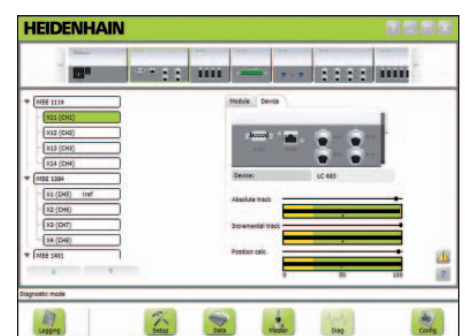 HEIDENHAIN
MSE 1114
X11 (CH1)
X12 (CH2)
X13 (CH3)
X14 (CH4)
MSE 1384
X1 (CH5) Iref
X2 (CH6)
X3 (CH7)
X4 (CH8)
MSE 1401
Module Device
Device: LC 483
Absolute track
Incremental track
Position calc.
0 50 100
Diagnostic mode
Logging Setup Data Master Diag Config